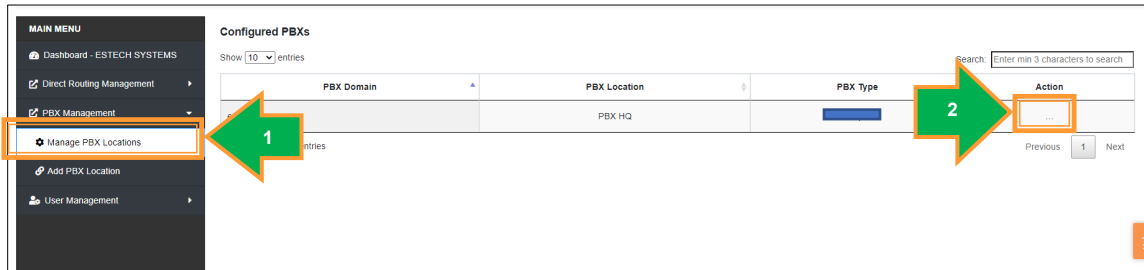 MAIN MENU
Dashboard - ESTECH SYSTEMS
Direct Routing Management
PBX Management
Manage PBX Locations
Add PBX Location
User Management
Configured PBXs
Show 10 entries
Search: Enter min 3 characters to search
PBX Domain PBX Location PBX Type Action
PBX HQ ...
1
2
Previous 1 Next